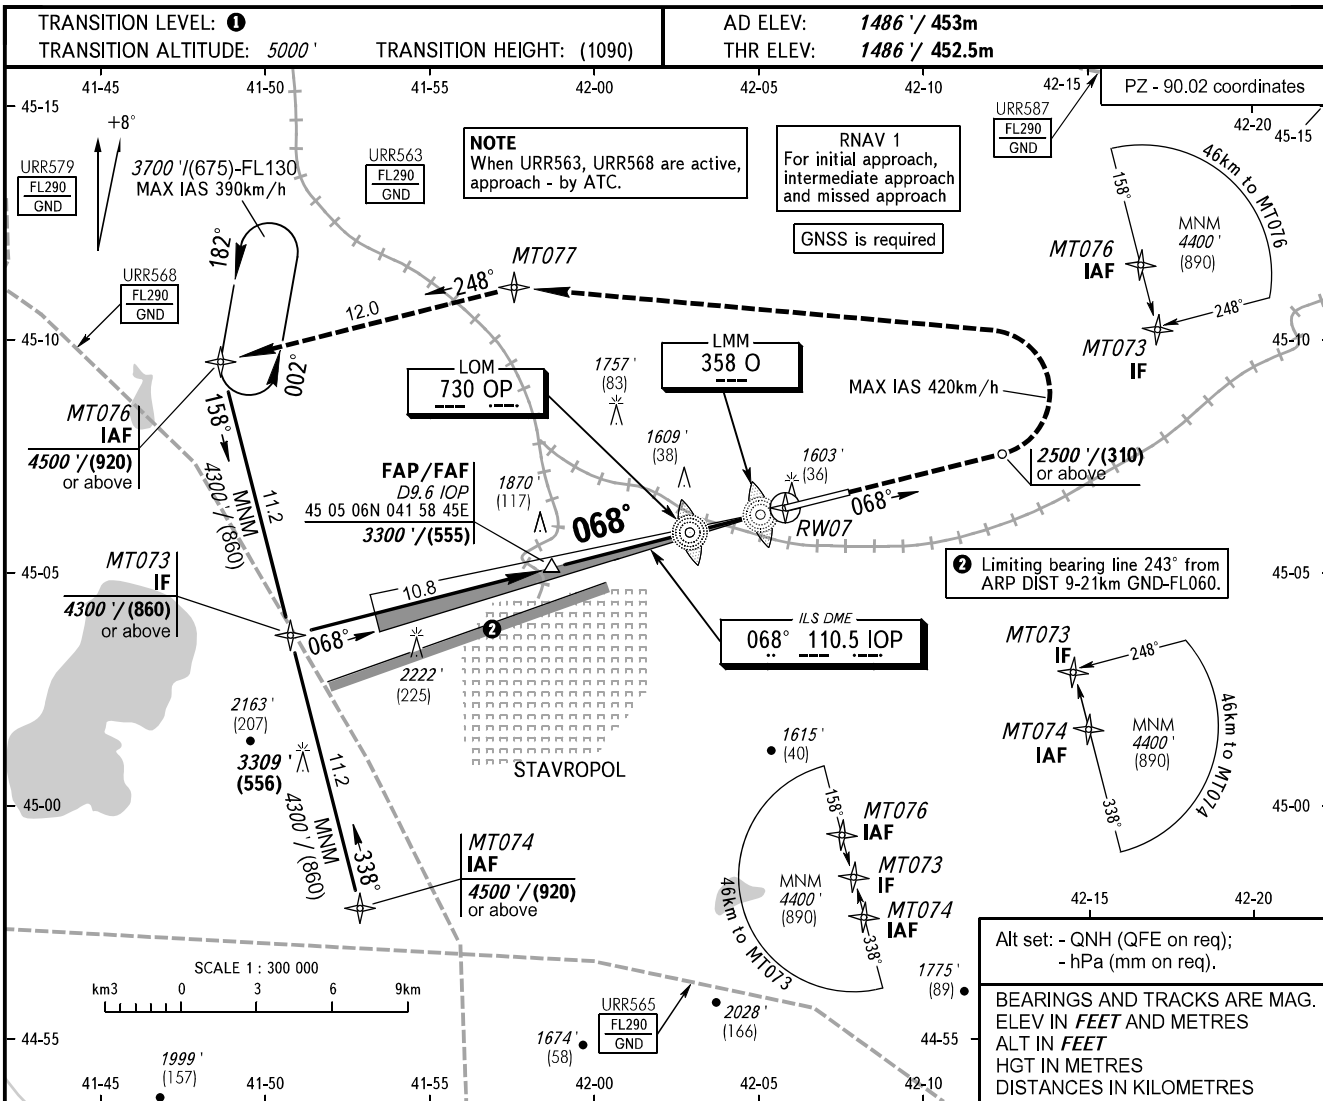 TRANSITION LEVEL: ❶
TRANSITION ALTITUDE: 5000 ' TRANSITION HEIGHT: (1090)
AD ELEV: 1486 '/ 453m
THR ELEV: 1486 '/ 452.5m
41-45 41-50 41-55 42-00 42-05 42-10 42-15
PZ - 90.02 coordinates
42-20 45-15
45-15
+8°
URR579
FL290
GND
3700 '/(675)-FL130
MAX IAS 390km/h
URR563
FL290
GND
NOTE
When URR563, URR568 are active,
approach - by ATC.
RNAV 1
For initial approach,
intermediate approach
and missed approach
GNSS is required
URR587
FL290
GND
46km to MT076
158°
MNM
4400 '
(890)
MT076
IAF
248°
MT073
IF
182°
URR568
FL290
GND
002°
12.0
248°
MT077
45-10
45-10
LOM
730 OP
LMM
358 O
1757 '
(83)
MAX IAS 420km/h
MT076
IAF
4500 '/(920)
or above
158°
MNM
4300 '/ (860)
11.2
FAP/FAF
D9.6 IOP
45 05 06N 041 58 45E
3300 '/(555)
1870 '
(117)
1609 '
(38)
1603 '
(36)
2500 '/(310)
or above
068°
068°
RW07
MT073
IF
4300 '/(860)
or above
10.8
068°
45-05
45-05
❷ Limiting bearing line 243° from
ARP DIST 9-21km GND-FL060.
❷
ILS DME
068° 110.5 IOP
2222 '
(225)
2163 '
(207)
3309 '
(556)
11.2
MNM
4300 '/ (860)
338°
STAVROPOL
1615 '
(40)
MT073
IF
248°
MT074
IAF
MNM
4400 '
(890)
46km to MT074
338°
45-00
45-00
MT074
IAF
4500 '/(920)
or above
158°
MT076
IAF
MT073
IF
MT074
IAF
MNM
4400 '
(890)
46km to MT073
338°
42-15 42-20
SCALE 1 : 300 000
km3 0 3 6 9km
1775 '
(89)
URR565
FL290
GND
2028 '
(166)
1674 '
(58)
1999 '
(157)
44-55
44-55
41-45 41-50 41-55 42-00 42-05 42-10
Alt set: - QNH (QFE on req);
- hPa (mm on req).
BEARINGS AND TRACKS ARE MAG.
ELEV IN FEET AND METRES
ALT IN FEET
HGT IN METRES
DISTANCES IN KILOMETRES